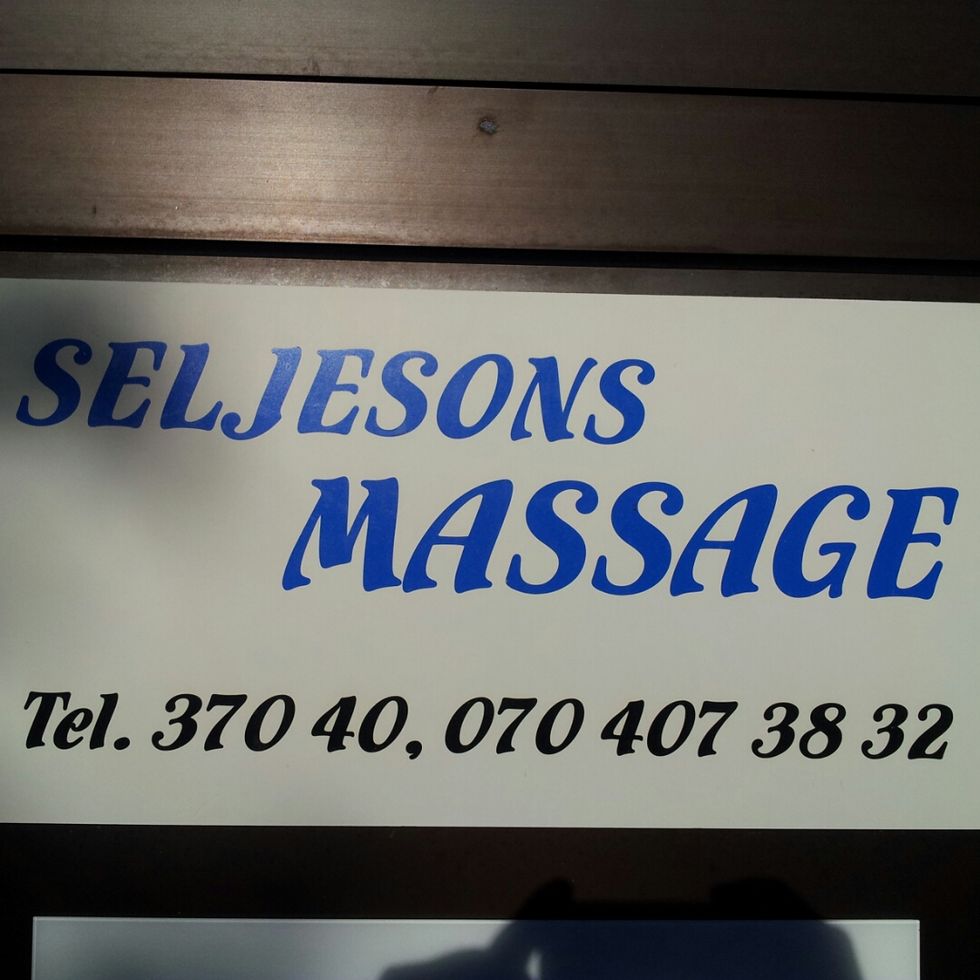 SELJESONS
MASSAGE
Tel. 370 40, 070 407 38 32